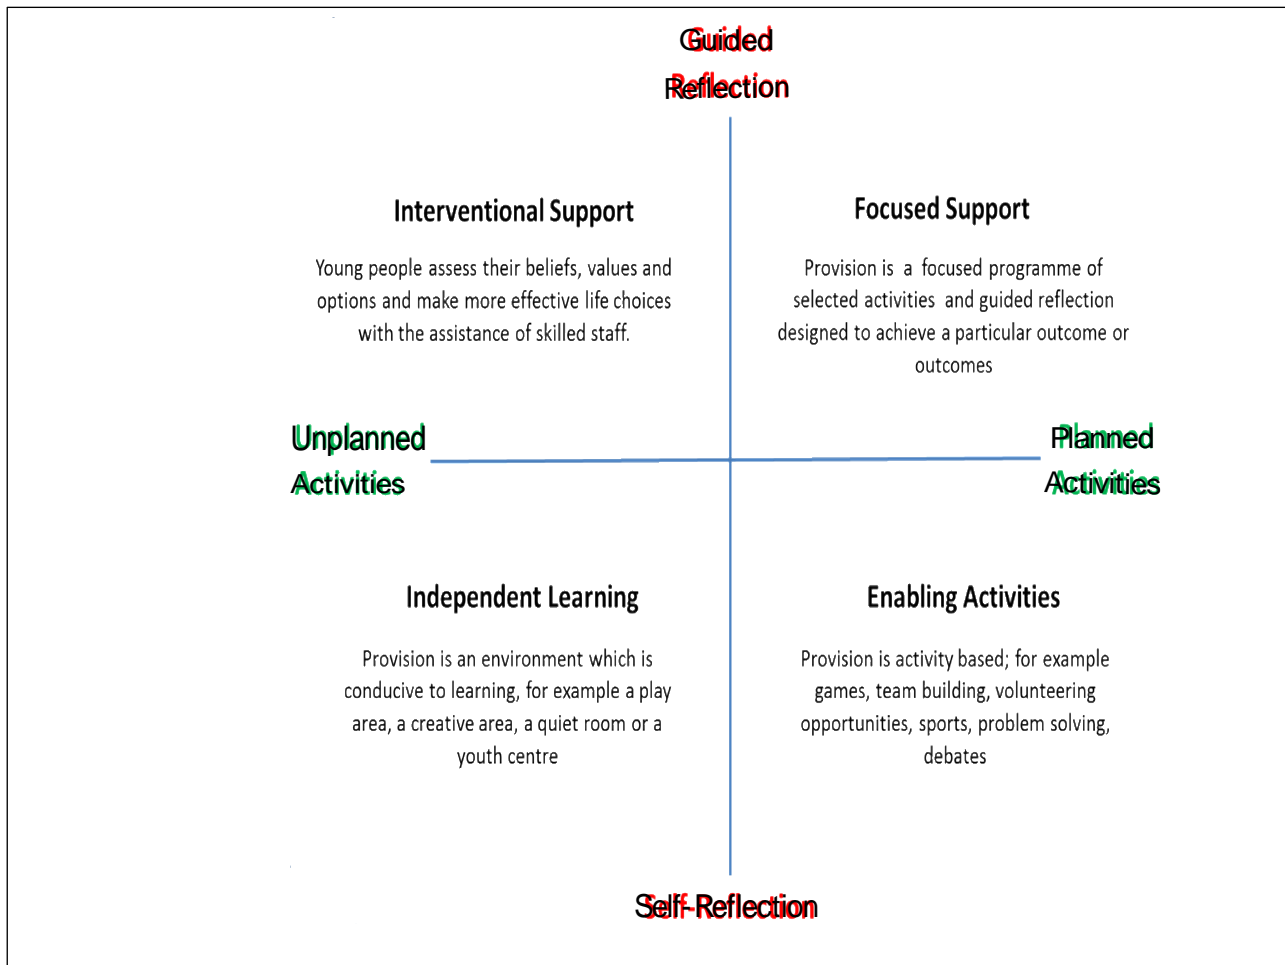 Guided
Reflection
Interventional Support
Young people assess their beliefs, values and
options and make more effective life choices
with the assistance of skilled staff.
Focused Support
Provision is a focused programme of
selected activities and guided reflection
designed to achieve a particular outcome or
outcomes
Unplanned
Activities
Planned
Activities
Independent Learning
Provision is an environment which is
conducive to learning, for example a play
area, a creative area, a quiet room or a
youth centre
Enabling Activities
Provision is activity based; for example
games, team building, volunteering
opportunities, sports, problem solving,
debates
Self-Reflection